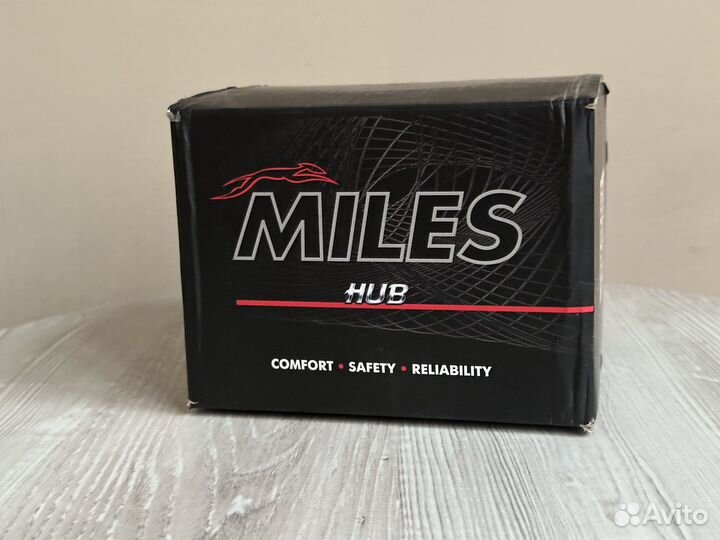 MILES
HUB
COMFORT • SAFETY • RELIABILITY
Avito